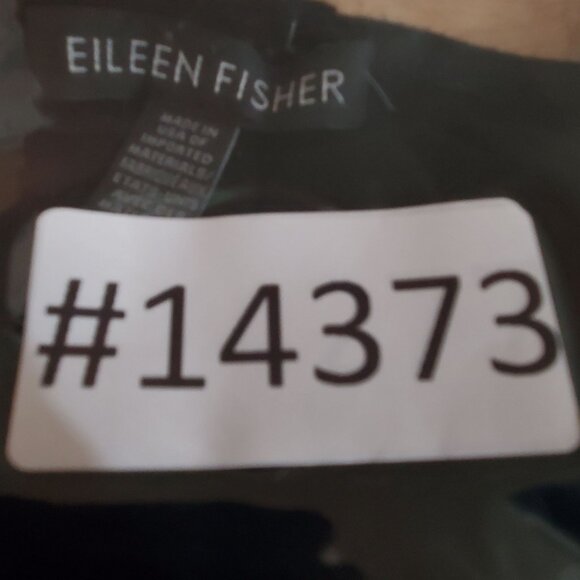 EILEEN FISHER
MADE IN
USA OF
IMPORTED
MATERIALS/
#14373